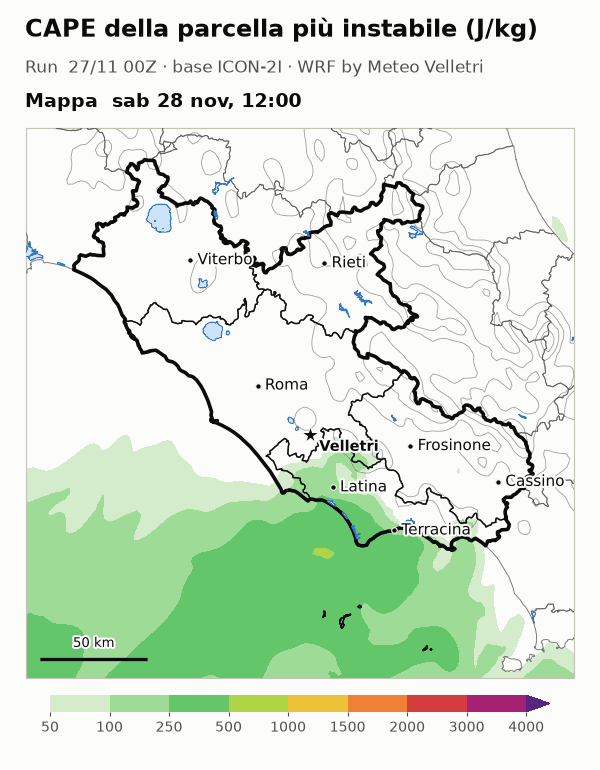 CAPE della parcella più instabile (J/kg)
Run  27/11 00Z · base ICON-2I · WRF by Meteo Velletri
Mappa  sab 28 nov, 12:00
Viterbo
Rieti
Roma
Velletri
Frosinone
Latina
Cassino
Terracina
50 km
50 100 250 500 1000 1500 2000 3000 4000